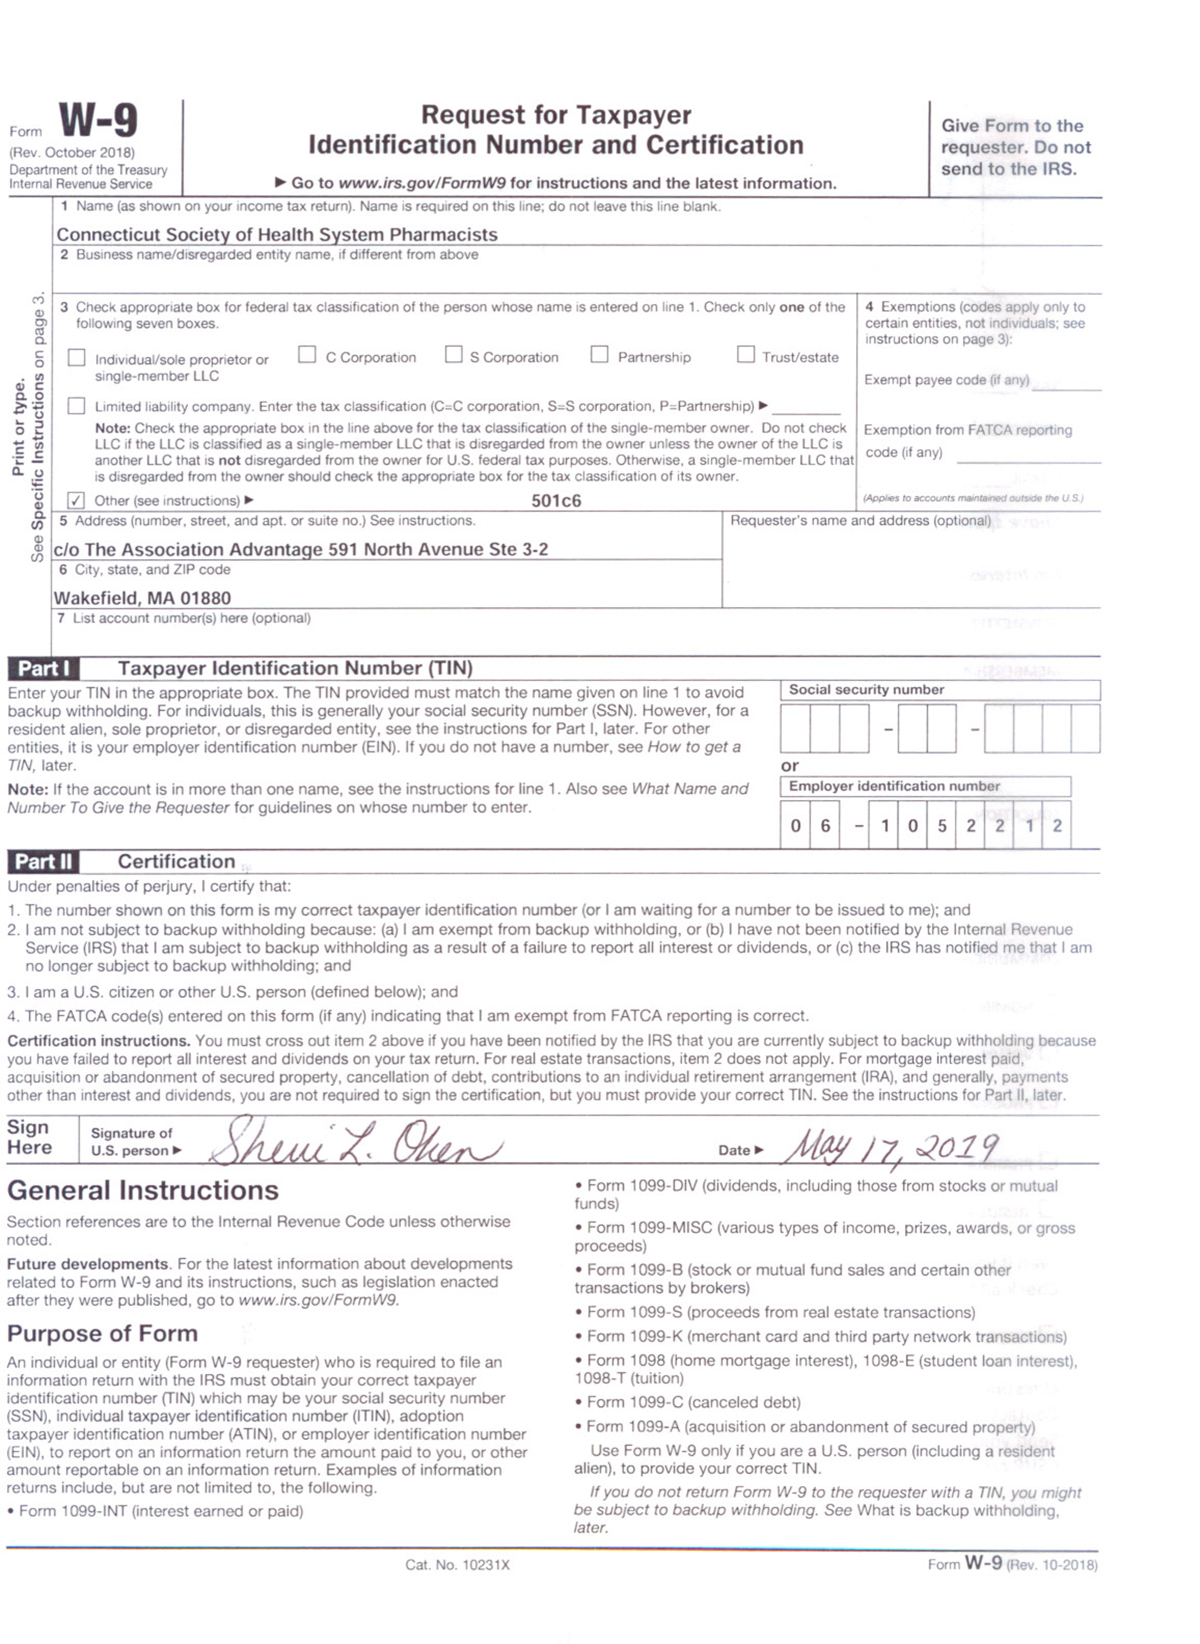 Form W-9
(Rev. October 2018)
Department of the Treasury
Internal Revenue Service
Request for Taxpayer
Identification Number and Certification
► Go to www.irs.gov/FormW9 for instructions and the latest information.
Give Form to the
requester. Do not
send to the IRS.
Print or type.
See Specific Instructions on page 3.
1 Name (as shown on your income tax return). Name is required on this line; do not leave this line blank.
Connecticut Society of Health System Pharmacists
2 Business name/disregarded entity name, if different from above
3 Check appropriate box for federal tax classification of the person whose name is entered on line 1. Check only one of the
following seven boxes.
Individual/sole proprietor or
single-member LLC
C Corporation
S Corporation
Partnership
Trust/estate
Limited liability company. Enter the tax classification (C=C corporation, S=S corporation, P=Partnership) ►
Note: Check the appropriate box in the line above for the tax classification of the single-member owner. Do not check
LLC if the LLC is classified as a single-member LLC that is disregarded from the owner unless the owner of the LLC is
another LLC that is not disregarded from the owner for U.S. federal tax purposes. Otherwise, a single-member LLC that
is disregarded from the owner should check the appropriate box for the tax classification of its owner.
✓ Other (see instructions) ► 501c6
4 Exemptions (codes apply only to
certain entities, not individuals; see
instructions on page 3):
Exempt payee code (if any)
Exemption from FATCA reporting
code (if any)
(Applies to accounts maintained outside the U.S.)
5 Address (number, street, and apt. or suite no.) See instructions.
c/o The Association Advantage 591 North Avenue Ste 3-2
Requester's name and address (optional)
6 City, state, and ZIP code
Wakefield, MA 01880
7 List account number(s) here (optional)
Part I Taxpayer Identification Number (TIN)
Enter your TIN in the appropriate box. The TIN provided must match the name given on line 1 to avoid
backup withholding. For individuals, this is generally your social security number (SSN). However, for a
resident alien, sole proprietor, or disregarded entity, see the instructions for Part I, later. For other
entities, it is your employer identification number (EIN). If you do not have a number, see How to get a
TIN, later.
Note: If the account is in more than one name, see the instructions for line 1. Also see What Name and
Number To Give the Requester for guidelines on whose number to enter.
Social security number
– –
or
Employer identification number
0 6 – 1 0 5 2 2 1 2
Part II Certification
Under penalties of perjury, I certify that:
1. The number shown on this form is my correct taxpayer identification number (or I am waiting for a number to be issued to me); and
2. I am not subject to backup withholding because: (a) I am exempt from backup withholding, or (b) I have not been notified by the Internal Revenue
Service (IRS) that I am subject to backup withholding as a result of a failure to report all interest or dividends, or (c) the IRS has notified me that I am
no longer subject to backup withholding; and
3. I am a U.S. citizen or other U.S. person (defined below); and
4. The FATCA code(s) entered on this form (if any) indicating that I am exempt from FATCA reporting is correct.
Certification instructions. You must cross out item 2 above if you have been notified by the IRS that you are currently subject to backup withholding because
you have failed to report all interest and dividends on your tax return. For real estate transactions, item 2 does not apply. For mortgage interest paid,
acquisition or abandonment of secured property, cancellation of debt, contributions to an individual retirement arrangement (IRA), and generally, payments
other than interest and dividends, you are not required to sign the certification, but you must provide your correct TIN. See the instructions for Part II, later.
Sign
Here
Signature of
U.S. person ►
L.
Date ► May 17, 2019
General Instructions
Section references are to the Internal Revenue Code unless otherwise
noted.
Future developments. For the latest information about developments
related to Form W-9 and its instructions, such as legislation enacted
after they were published, go to www.irs.gov/FormW9.
Purpose of Form
An individual or entity (Form W-9 requester) who is required to file an
information return with the IRS must obtain your correct taxpayer
identification number (TIN) which may be your social security number
(SSN), individual taxpayer identification number (ITIN), adoption
taxpayer identification number (ATIN), or employer identification number
(EIN), to report on an information return the amount paid to you, or other
amount reportable on an information return. Examples of information
returns include, but are not limited to, the following.
• Form 1099-INT (interest earned or paid)
• Form 1099-DIV (dividends, including those from stocks or mutual
funds)
• Form 1099-MISC (various types of income, prizes, awards, or gross
proceeds)
• Form 1099-B (stock or mutual fund sales and certain other
transactions by brokers)
• Form 1099-S (proceeds from real estate transactions)
• Form 1099-K (merchant card and third party network transactions)
• Form 1098 (home mortgage interest), 1098-E (student loan interest),
1098-T (tuition)
• Form 1099-C (canceled debt)
• Form 1099-A (acquisition or abandonment of secured property)
Use Form W-9 only if you are a U.S. person (including a resident
alien), to provide your correct TIN.
If you do not return Form W-9 to the requester with a TIN, you might
be subject to backup withholding. See What is backup withholding,
later.
Cat. No. 10231X
Form W-9 (Rev. 10-2018)